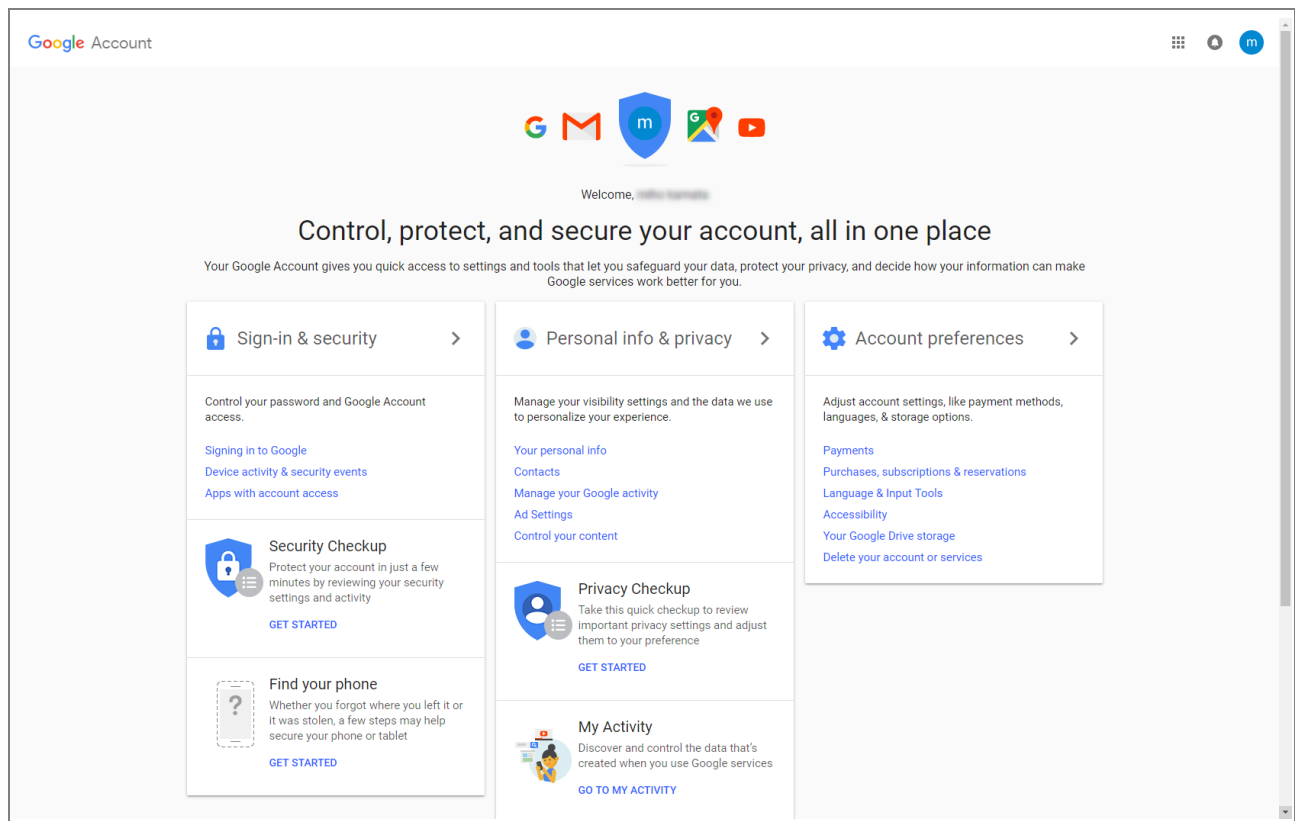 Google Account
m
G
m
G
Welcome,
Control, protect, and secure your account, all in one place
Your Google Account gives you quick access to settings and tools that let you safeguard your data, protect your privacy, and decide how your information can make
Google services work better for you.
Sign-in & security
Control your password and Google Account
access.
Signing in to Google
Device activity & security events
Apps with account access
Security Checkup
Protect your account in just a few
minutes by reviewing your security
settings and activity
GET STARTED
Find your phone
?
Whether you forgot where you left it or
it was stolen, a few steps may help
secure your phone or tablet
GET STARTED
Personal info & privacy
Manage your visibility settings and the data we use
to personalize your experience.
Your personal info
Contacts
Manage your Google activity
Ad Settings
Control your content
Privacy Checkup
Take this quick checkup to review
important privacy settings and adjust
them to your preference
GET STARTED
My Activity
Discover and control the data that's
created when you use Google services
GO TO MY ACTIVITY
Account preferences
Adjust account settings, like payment methods,
languages, & storage options.
Payments
Purchases, subscriptions & reservations
Language & Input Tools
Accessibility
Your Google Drive storage
Delete your account or services